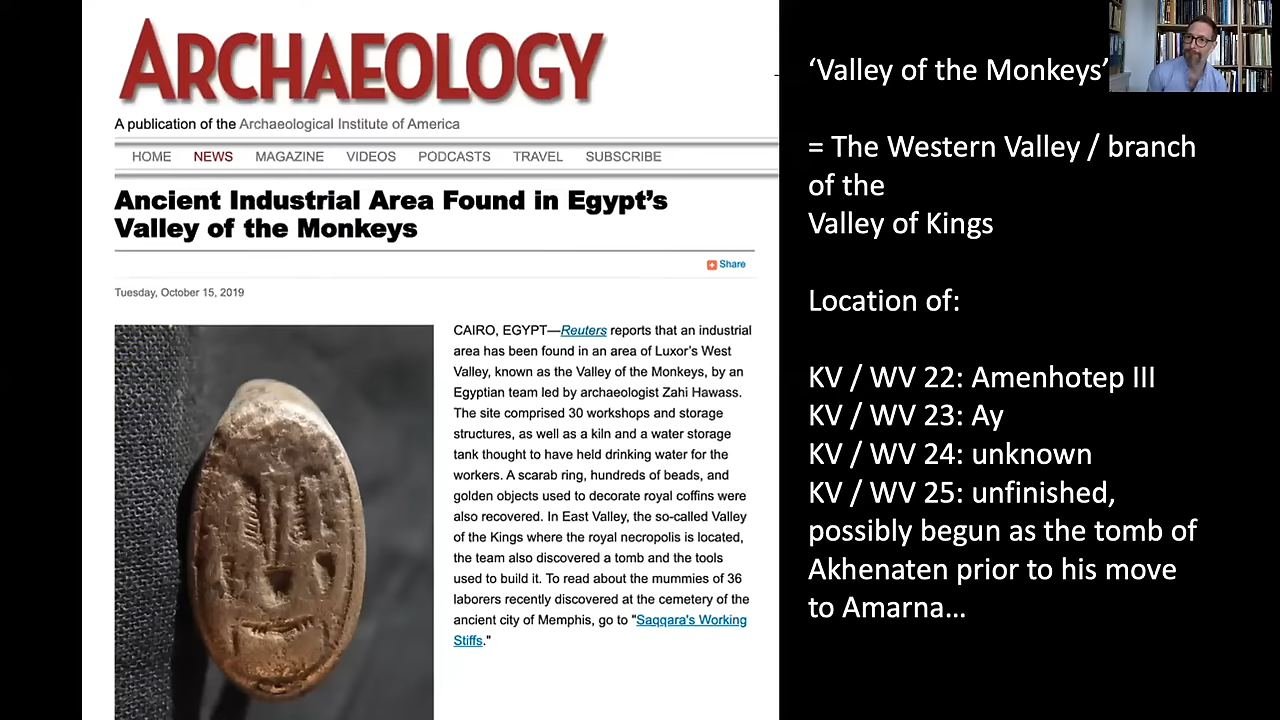 ARCHAEOLOGY
A publication of the Archaeological Institute of America
HOME NEWS MAGAZINE VIDEOS PODCASTS TRAVEL SUBSCRIBE
Ancient Industrial Area Found in Egypt’s
Valley of the Monkeys
Share
Tuesday, October 15, 2019
CAIRO, EGYPT—Reuters reports that an industrial
area has been found in an area of Luxor’s West
Valley, known as the Valley of the Monkeys, by an
Egyptian team led by archaeologist Zahi Hawass.
The site comprised 30 workshops and storage
structures, as well as a kiln and a water storage
tank thought to have held drinking water for the
workers. A scarab ring, hundreds of beads, and
golden objects used to decorate royal coffins were
also recovered. In East Valley, the so-called Valley
of the Kings where the royal necropolis is located,
the team also discovered a tomb and the tools
used to build it. To read about the mummies of 36
laborers recently discovered at the cemetery of the
ancient city of Memphis, go to "Saqqara's Working
Stiffs."
‘Valley of the Monkeys’
= The Western Valley / branch
of the
Valley of Kings
Location of:
KV / WV 22: Amenhotep III
KV / WV 23: Ay
KV / WV 24: unknown
KV / WV 25: unfinished,
possibly begun as the tomb of
Akhenaten prior to his move
to Amarna…